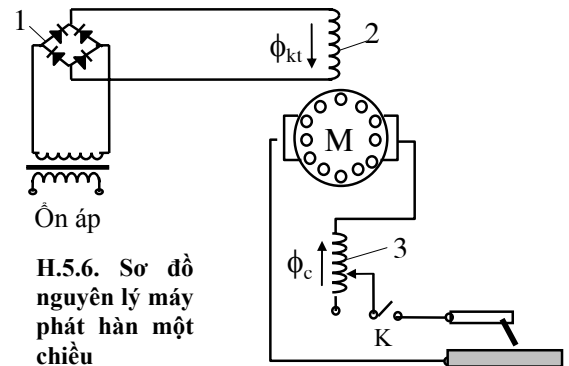 1
2
ϕkt
M
Ổn áp
ϕc
3
K
H.5.6. Sơ đồ
nguyên lý máy
phát hàn một
chiều